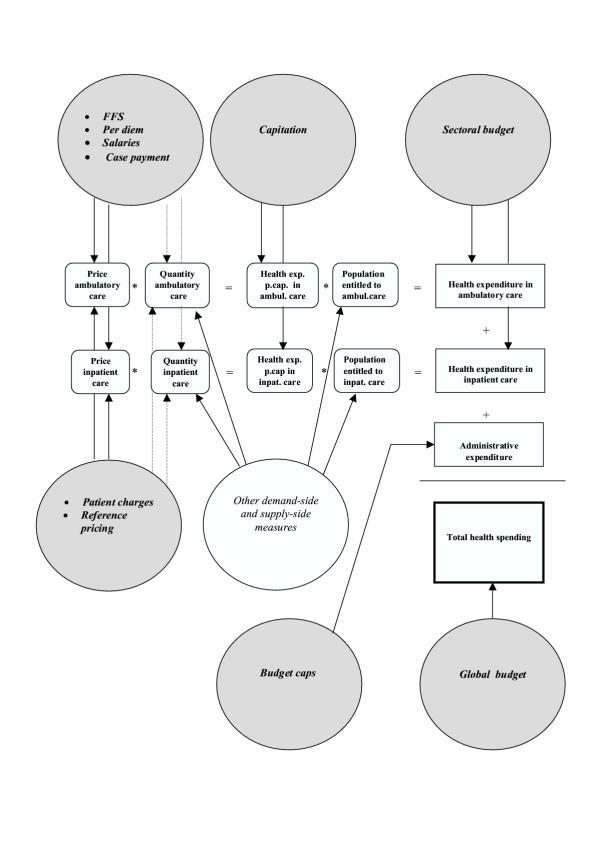 • FFS
• Per diem
• Salaries
• Case payment
Capitation
Sectoral budget
Price
ambulatory
care
*
Quantity
ambulatory
care
=
Health exp.
p.cap. in
ambul. care
*
Population
entitled to
ambul.care
=
Health expenditure in
ambulatory care
+
Price
inpatient
care
*
Quantity
inpatient
care
=
Health exp.
p.cap in
inpat. care
*
Population
entitled to
inpat. care
=
Health expenditure in
inpatient care
+
Administrative
expenditure
• Patient charges
• Reference
pricing
Other demand-side
and supply-side
measures
Total health spending
Budget caps
Global budget